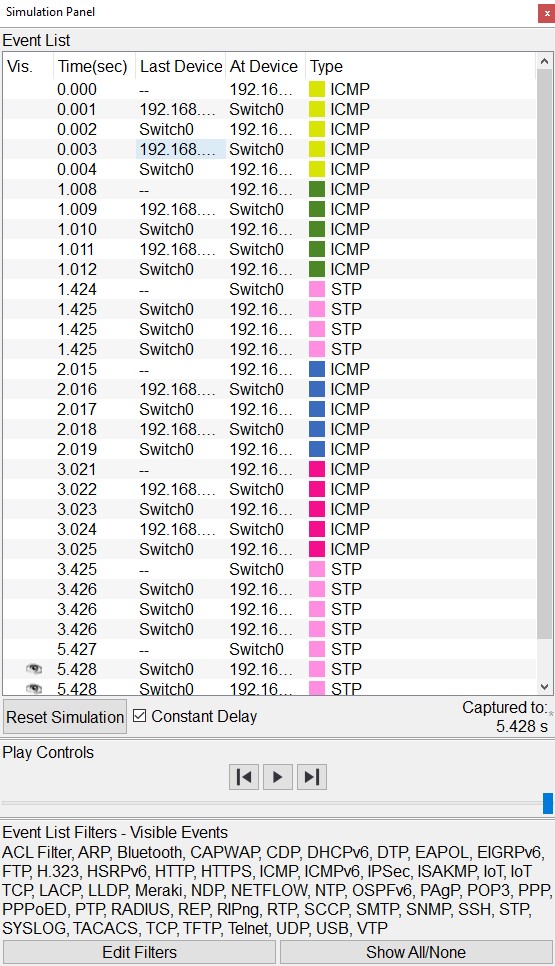 Simulation Panel
Event List
Vis. Time(sec) Last Device At Device Type
0.000 -- 192.16... ICMP
0.001 192.168.... Switch0 ICMP
0.002 Switch0 192.16... ICMP
0.003 192.168.... Switch0 ICMP
0.004 Switch0 192.16... ICMP
1.008 -- 192.16... ICMP
1.009 192.168.... Switch0 ICMP
1.010 Switch0 192.16... ICMP
1.011 192.168.... Switch0 ICMP
1.012 Switch0 192.16... ICMP
1.424 -- Switch0 STP
1.425 Switch0 192.16... STP
1.425 Switch0 192.16... STP
1.425 Switch0 192.16... STP
2.015 -- 192.16... ICMP
2.016 192.168.... Switch0 ICMP
2.017 Switch0 192.16... ICMP
2.018 192.168.... Switch0 ICMP
2.019 Switch0 192.16... ICMP
3.021 -- 192.16... ICMP
3.022 192.168.... Switch0 ICMP
3.023 Switch0 192.16... ICMP
3.024 192.168.... Switch0 ICMP
3.025 Switch0 192.16... ICMP
3.425 -- Switch0 STP
3.426 Switch0 192.16... STP
3.426 Switch0 192.16... STP
3.426 Switch0 192.16... STP
5.427 -- Switch0 STP
5.428 Switch0 192.16... STP
5.428 Switch0 192.16... STP
Reset Simulation Constant Delay Captured to: *
5.428 s
Play Controls
Event List Filters - Visible Events
ACL Filter, ARP, Bluetooth, CAPWAP, CDP, DHCPv6, DTP, EAPOL, EIGRPv6,
FTP, H.323, HSRPv6, HTTP, HTTPS, ICMP, ICMPv6, IPSec, ISAKMP, IoT, IoT
TCP, LACP, LLDP, Meraki, NDP, NETFLOW, NTP, OSPFv6, PAgP, POP3, PPP,
PPPoED, PTP, RADIUS, REP, RIPng, RTP, SCCP, SMTP, SNMP, SSH, STP,
SYSLOG, TACACS, TCP, TFTP, Telnet, UDP, USB, VTP
Edit Filters Show All/None